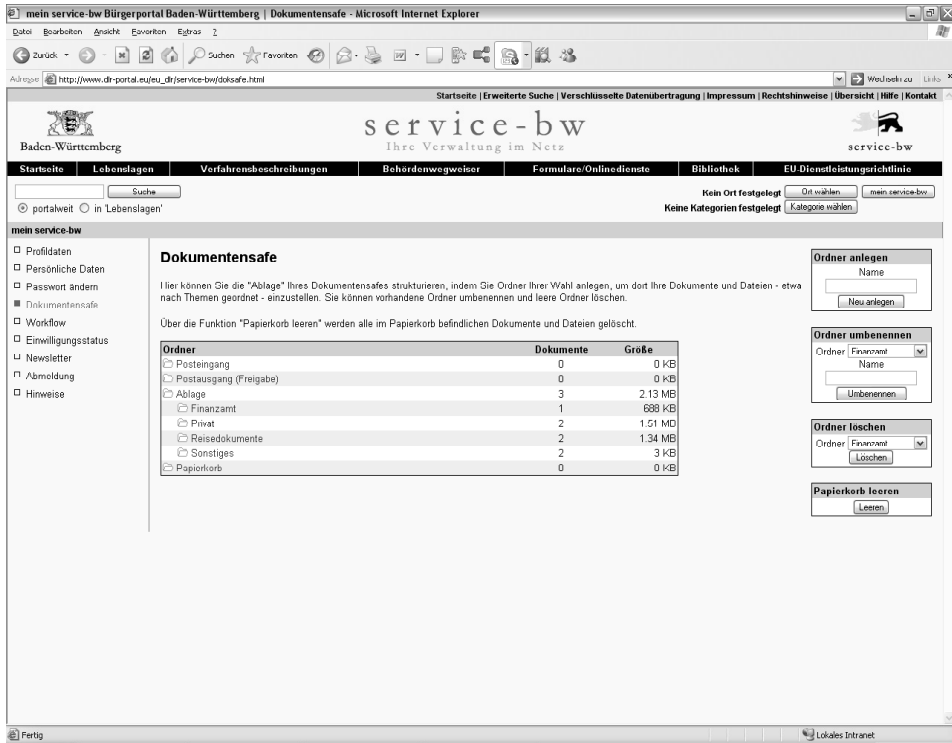 mein service-bw Bürgerportal Baden-Württemberg | Dokumentensafe - Microsoft Internet Explorer
Datei Bearbeiten Ansicht Favoriten Extras ?
Zurück Suchen Favoriten
Adresse http://www.dlr-portal.eu/eu_dlr/service-bw/doksafe.html Wechseln zu Links
Startseite | Erweiterte Suche | Verschlüsselte Datenübertragung | Impressum | Rechtshinweise | Übersicht | Hilfe | Kontakt
Baden-Württemberg
service-bw
Ihre Verwaltung im Netz
service-bw
Startseite Lebenslagen Verfahrensbeschreibungen Behördenwegweiser Formulare/Onlinedienste Bibliothek EU-Dienstleistungsrichtlinie
Suche
portalweit in 'Lebenslagen'
Kein Ort festgelegt Ort wählen mein service-bw
Keine Kategorien festgelegt Kategorie wählen
mein service-bw
Profildaten
Persönliche Daten
Passwort ändern
Dokumentensafe
Workflow
Einwilligungsstatus
Newsletter
Abmeldung
Hinweise
Dokumentensafe
Hier können Sie die "Ablage" Ihres Dokumentensafes strukturieren, indem Sie Ordner Ihrer Wahl anlegen, um dort Ihre Dokumente und Dateien - etwa
nach Themen geordnet - einzustellen. Sie können vorhandene Ordner umbenennen und leere Ordner löschen.
Über die Funktion "Papierkorb leeren" werden alle im Papierkorb befindlichen Dokumente und Dateien gelöscht.
Ordner Dokumente Größe
Posteingang 0 0 KB
Postausgang (Freigabe) 0 0 KB
Ablage 3 2.13 MB
Finanzamt 1 688 KB
Privat 2 1.51 MB
Reisedokumente 2 1.34 MB
Sonstiges 2 3 KB
Papierkorb 0 0 KB
Ordner anlegen
Name
Neu anlegen
Ordner umbenennen
Ordner Finanzamt
Name
Umbenennen
Ordner löschen
Ordner Finanzamt
Löschen
Papierkorb leeren
Leeren
Fertig
Lokales Intranet